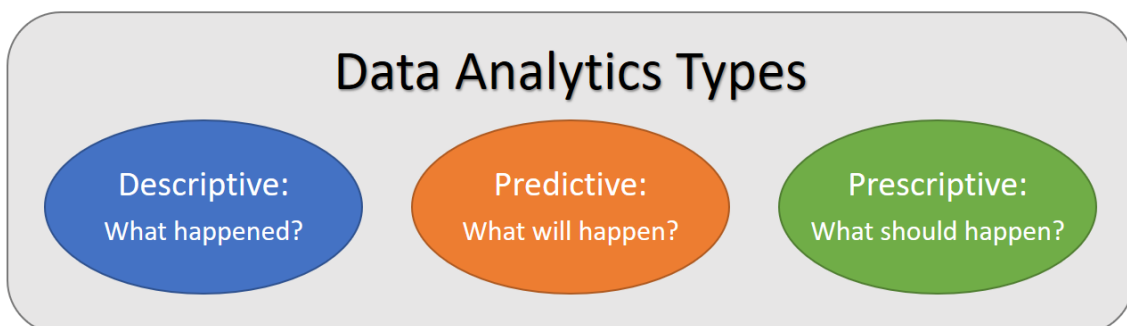 Data Analytics Types
Descriptive:
What happened?
Predictive:
What will happen?
Prescriptive:
What should happen?